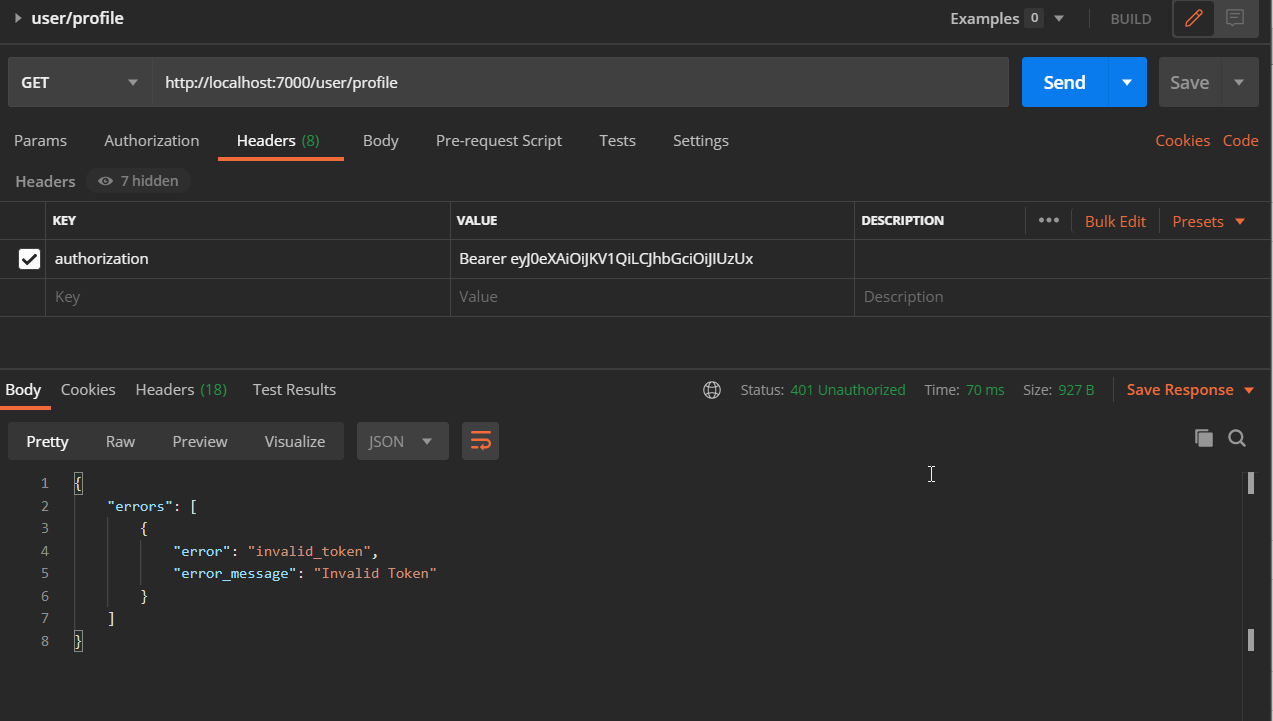 user/profile Examples 0 BUILD
GET http://localhost:7000/user/profile Send Save
Params Authorization Headers (8) Body Pre-request Script Tests Settings Cookies Code
Headers 7 hidden
KEY VALUE DESCRIPTION ••• Bulk Edit Presets
authorization Bearer eyJ0eXAiOiJKV1QiLCJhbGciOiJIUzUx
Key Value Description
Body Cookies Headers (18) Test Results Status: 401 Unauthorized Time: 70 ms Size: 927 B Save Response
Pretty Raw Preview Visualize JSON
1 {
2 "errors": [
3 {
4 "error": "invalid_token",
5 "error_message": "Invalid Token"
6 }
7 ]
8 }